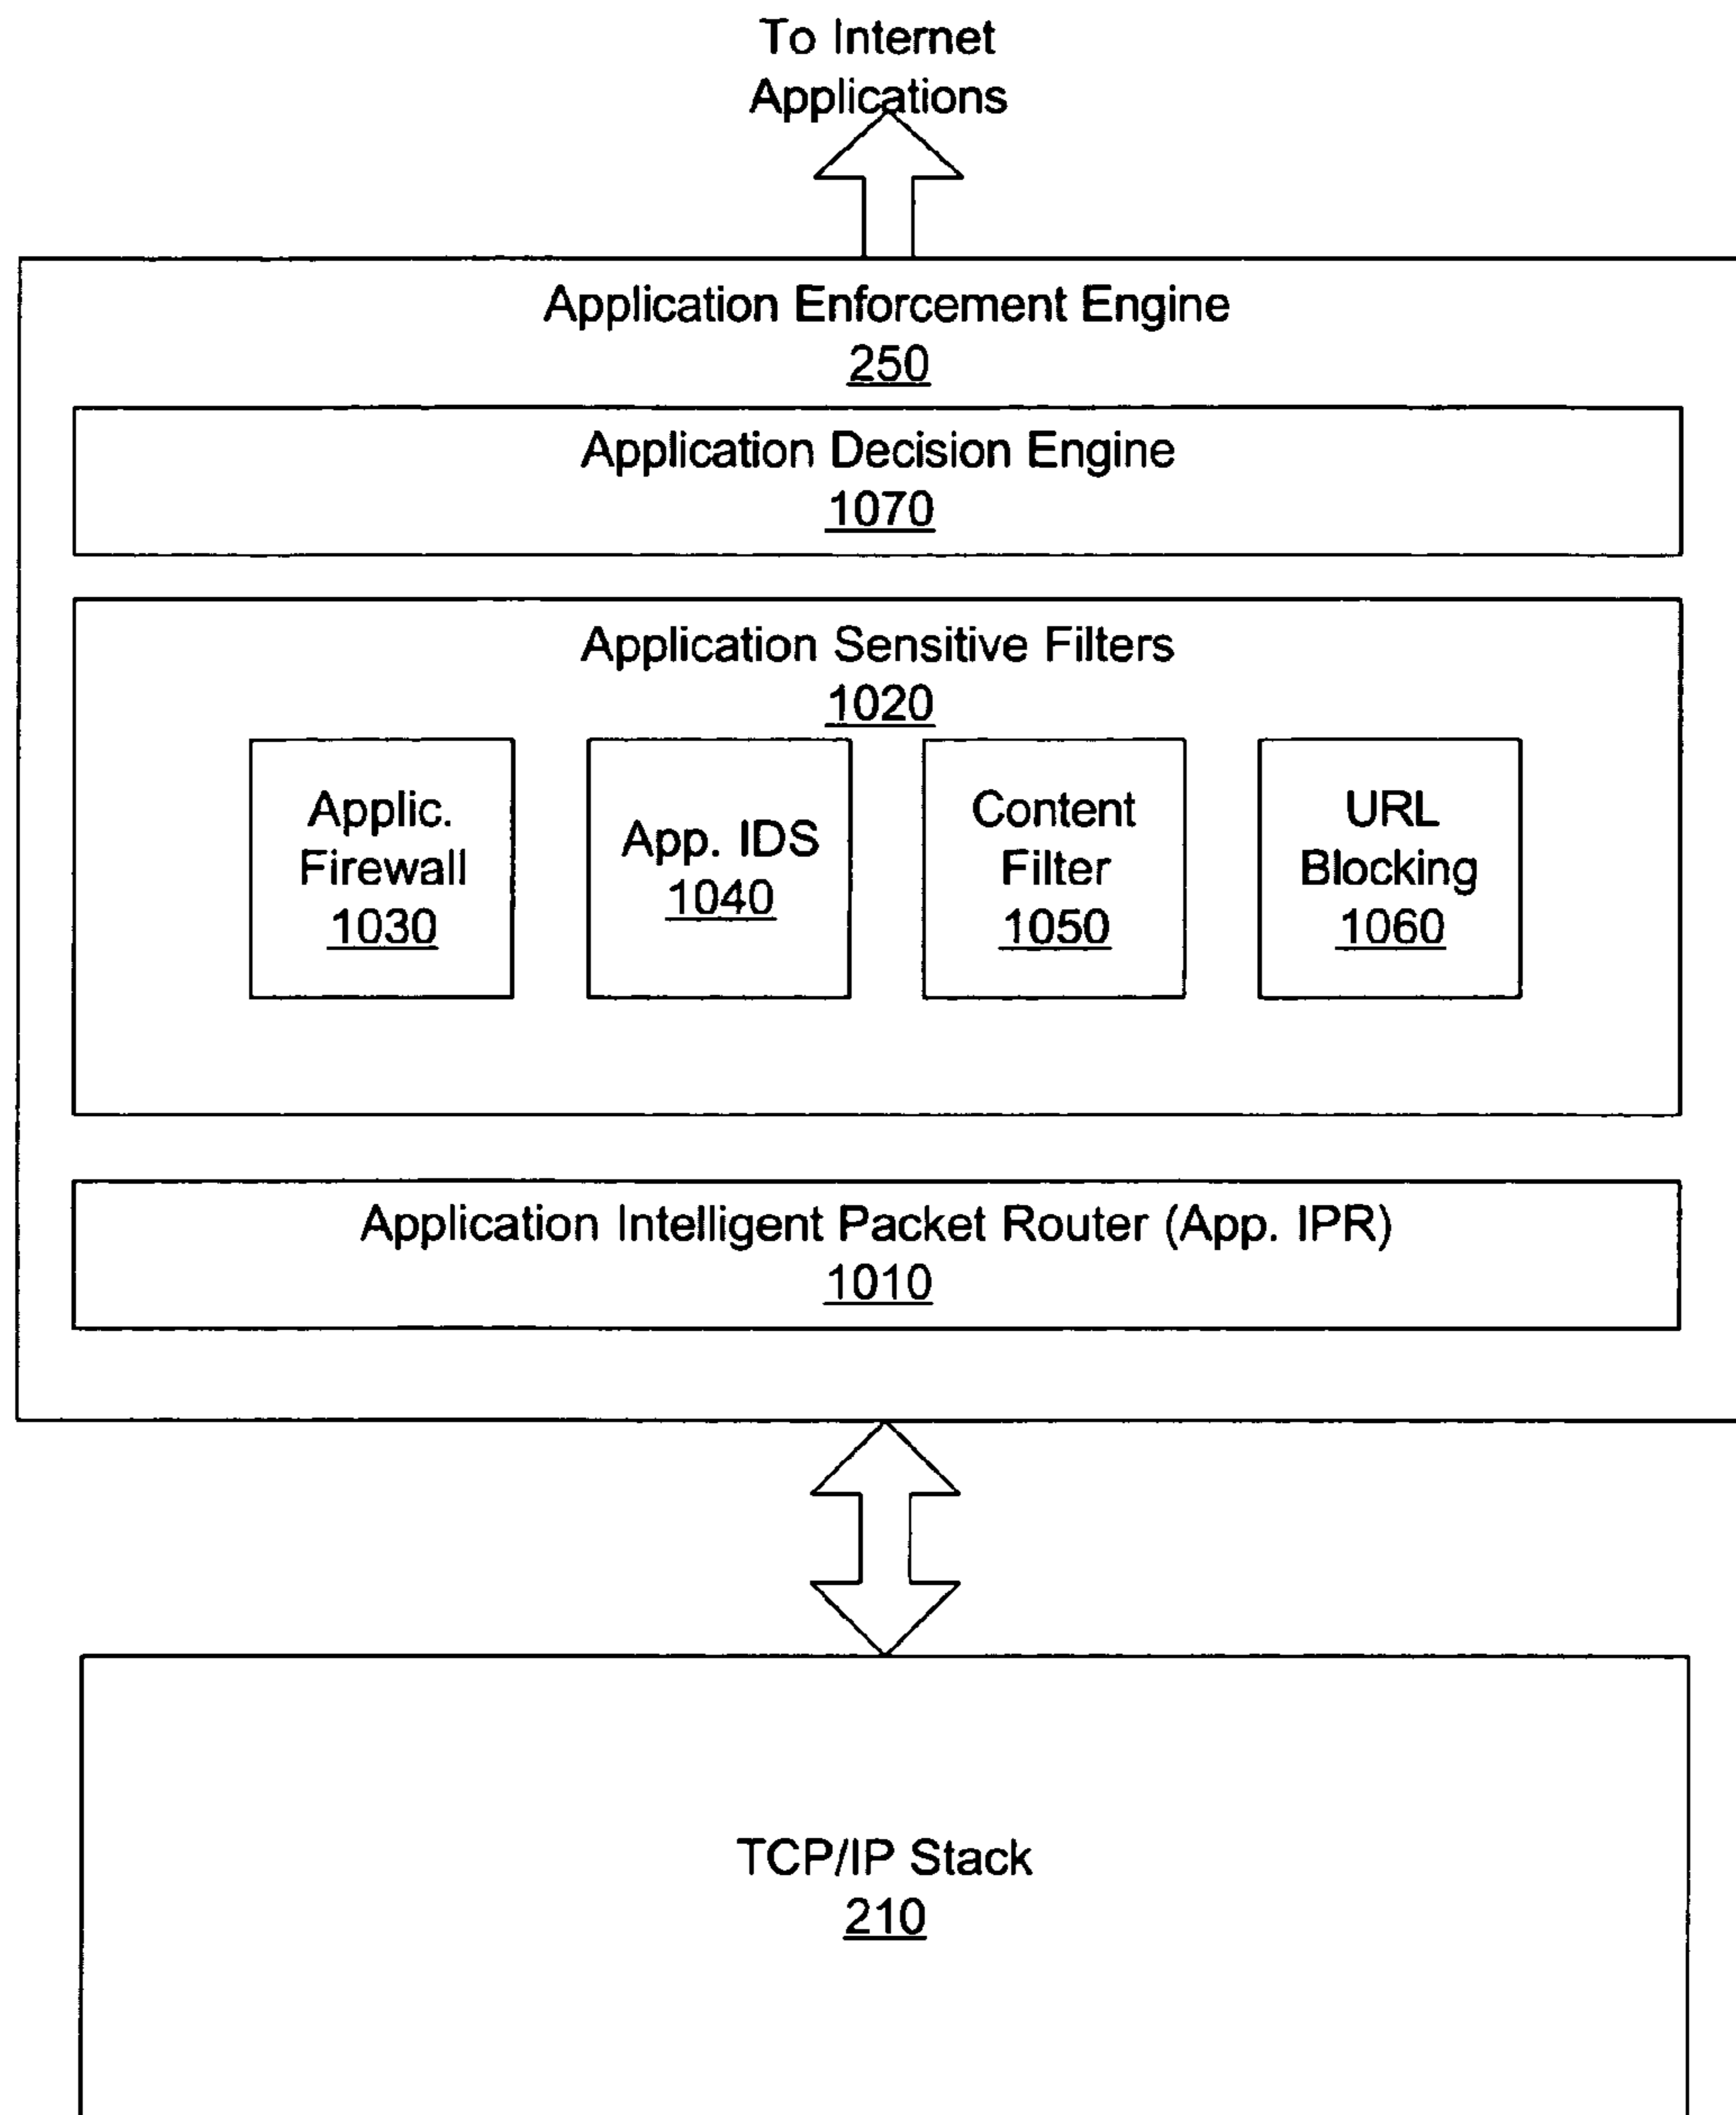 To Internet
Applications
Application Enforcement Engine
250
Application Decision Engine
1070
Application Sensitive Filters
1020
Applic.
Firewall
1030
App. IDS
1040
Content
Filter
1050
URL
Blocking
1060
Application Intelligent Packet Router (App. IPR)
1010
TCP/IP Stack
210